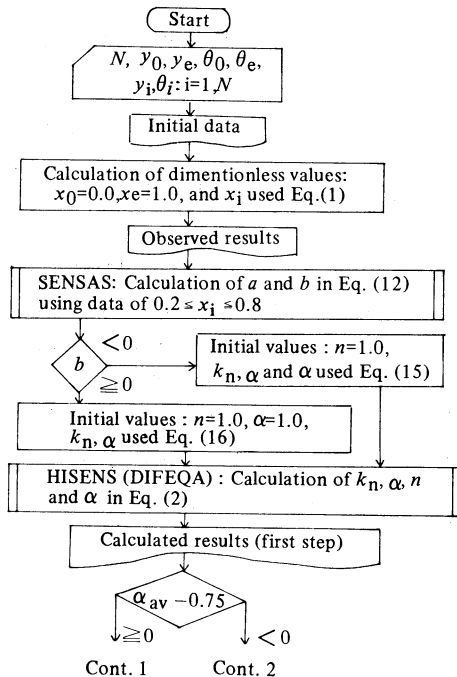 Start
N, y0, ye, θ0, θe,
yi,θi:i=1,N
Initial data
Calculation of dimentionless values:
x0=0.0,xe=1.0, and xi used Eq.(1)
Observed results
SENSAS: Calculation of a and b in Eq. (12)
using data of 0.2≤xi≤0.8
<0
b
≧0
Initial values : n=1.0,
kn,α and α used Eq. (15)
Initial values : n=1.0, α=1.0,
kn,α used Eq. (16)
HISENS (DIFEQA) : Calculation of kn,α, n
and α in Eq. (2)
Calculated results (first step)
αav−0.75
≧0
<0
Cont. 1
Cont. 2